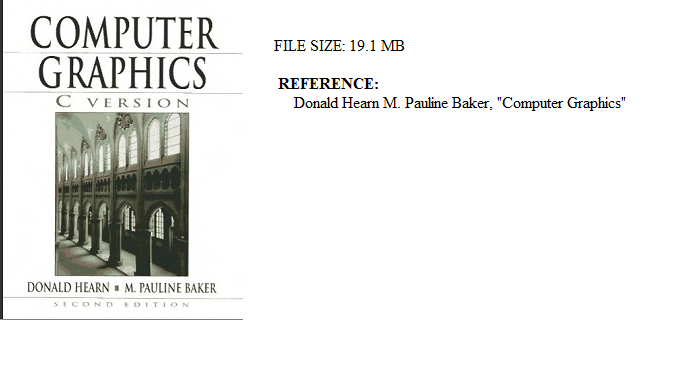 COMPUTER
GRAPHICS
C VERSION
DONALD HEARN ■ M. PAULINE BAKER
SECOND EDITION
FILE SIZE: 19.1 MB
REFERENCE:
Donald Hearn M. Pauline Baker, "Computer Graphics"